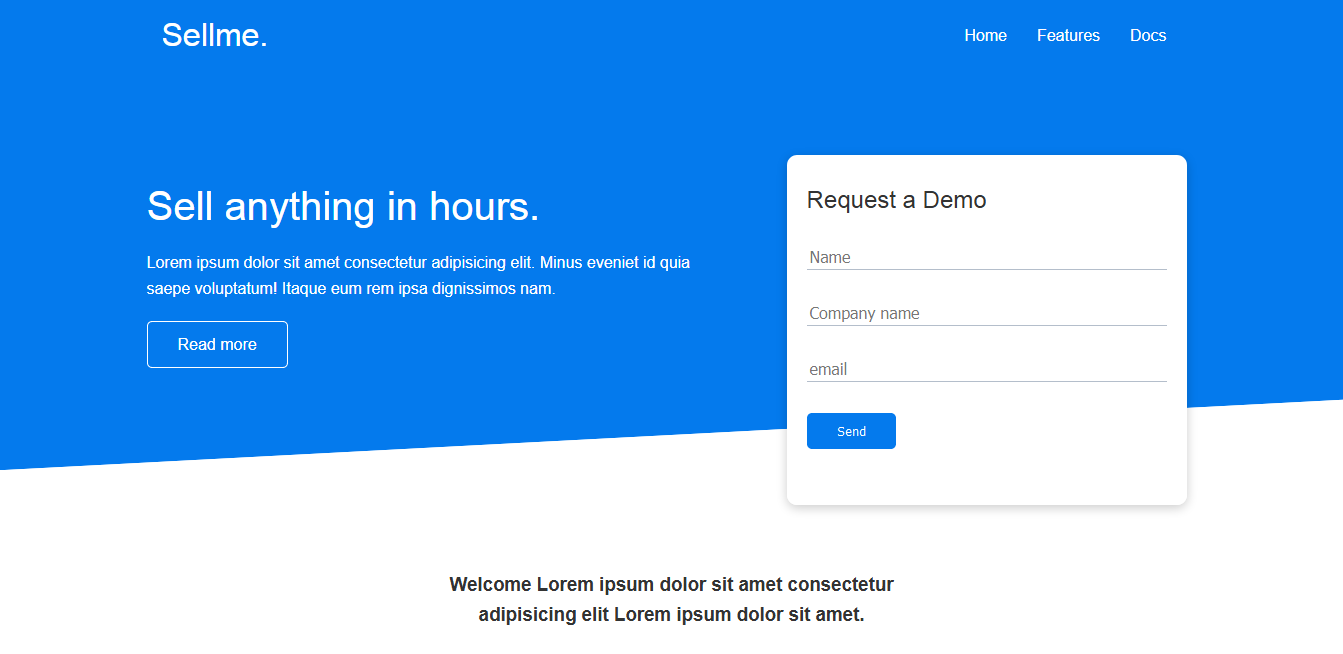 Sellme.
Home Features Docs
Sell anything in hours.
Lorem ipsum dolor sit amet consectetur adipisicing elit. Minus eveniet id quia
saepe voluptatum! Itaque eum rem ipsa dignissimos nam.
Read more
Request a Demo
Name
Company name
email
Send
Welcome Lorem ipsum dolor sit amet consectetur
adipisicing elit Lorem ipsum dolor sit amet.